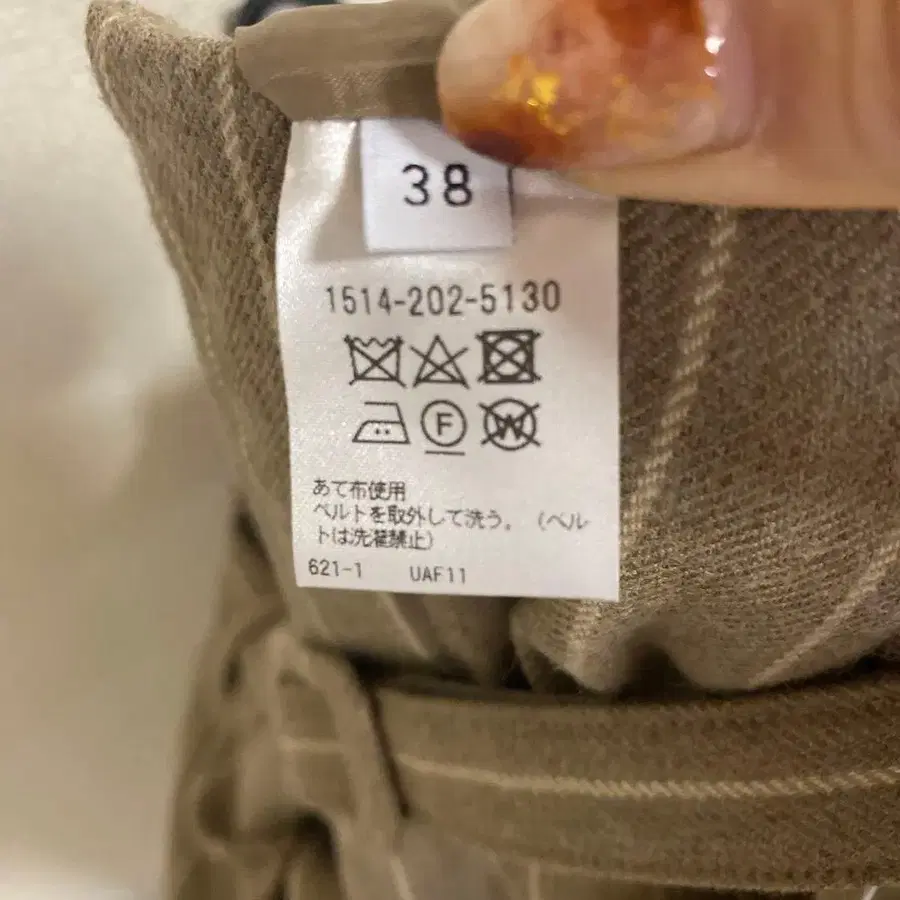 38
1514-202-5130
F W
あて布使用
ベルトを取外して洗う。（ベル
トは洗濯禁止）
621-1 UAF11